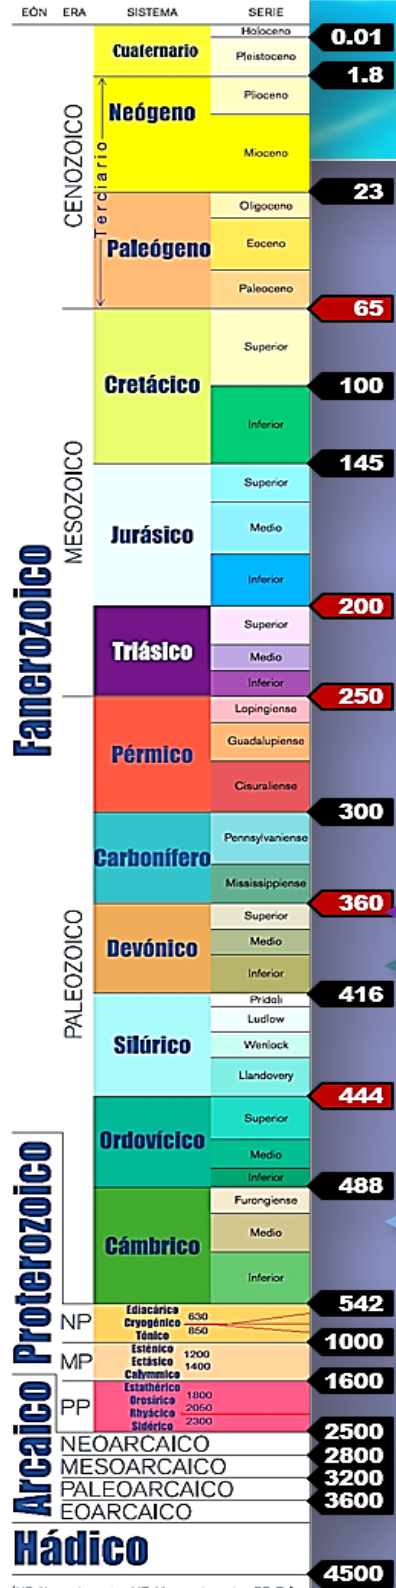 EÓN ERA SISTEMA SERIE
Holoceno
0.01
Cuaternario
Pleistoceno
1.8
Plioceno
Neógeno
CENOZOICO
Terciario
Mioceno
23
Oligoceno
Paleógeno
Eoceno
Paleoceno
65
Superior
Cretácico
100
Inferior
MESOZOICO
145
Superior
Jurásico
Medio
Inferior
Fanerozoico
200
Superior
Triásico
Medio
Inferior
250
Lopingiense
Pérmico
Guadalupiense
Cisuraliense
300
Pennsylvaniense
Carbonífero
Mississippiense
360
PALEOZOICO
Superior
Devónico
Medio
Inferior
416
Pridoli
Ludlow
Silúrico
Wenlock
Llandovery
444
Superior
Ordovícico
Medio
Inferior
488
Furongiense
Cámbrico
Medio
Inferior
542
Proterozoico
NP
Ediacárico
630
Cryogénico
850
Tónico
1000
MP
Esténico
1200
Ectásico
1400
Calymmico
1600
PP
Estathérico
1800
Orosírico
2050
Rhyácico
2300
Sidérico
2500
Arcaico
NEOARCAICO
2800
MESOARCAICO
3200
PALEOARCAICO
3600
EOARCAICO
Hádico
4500